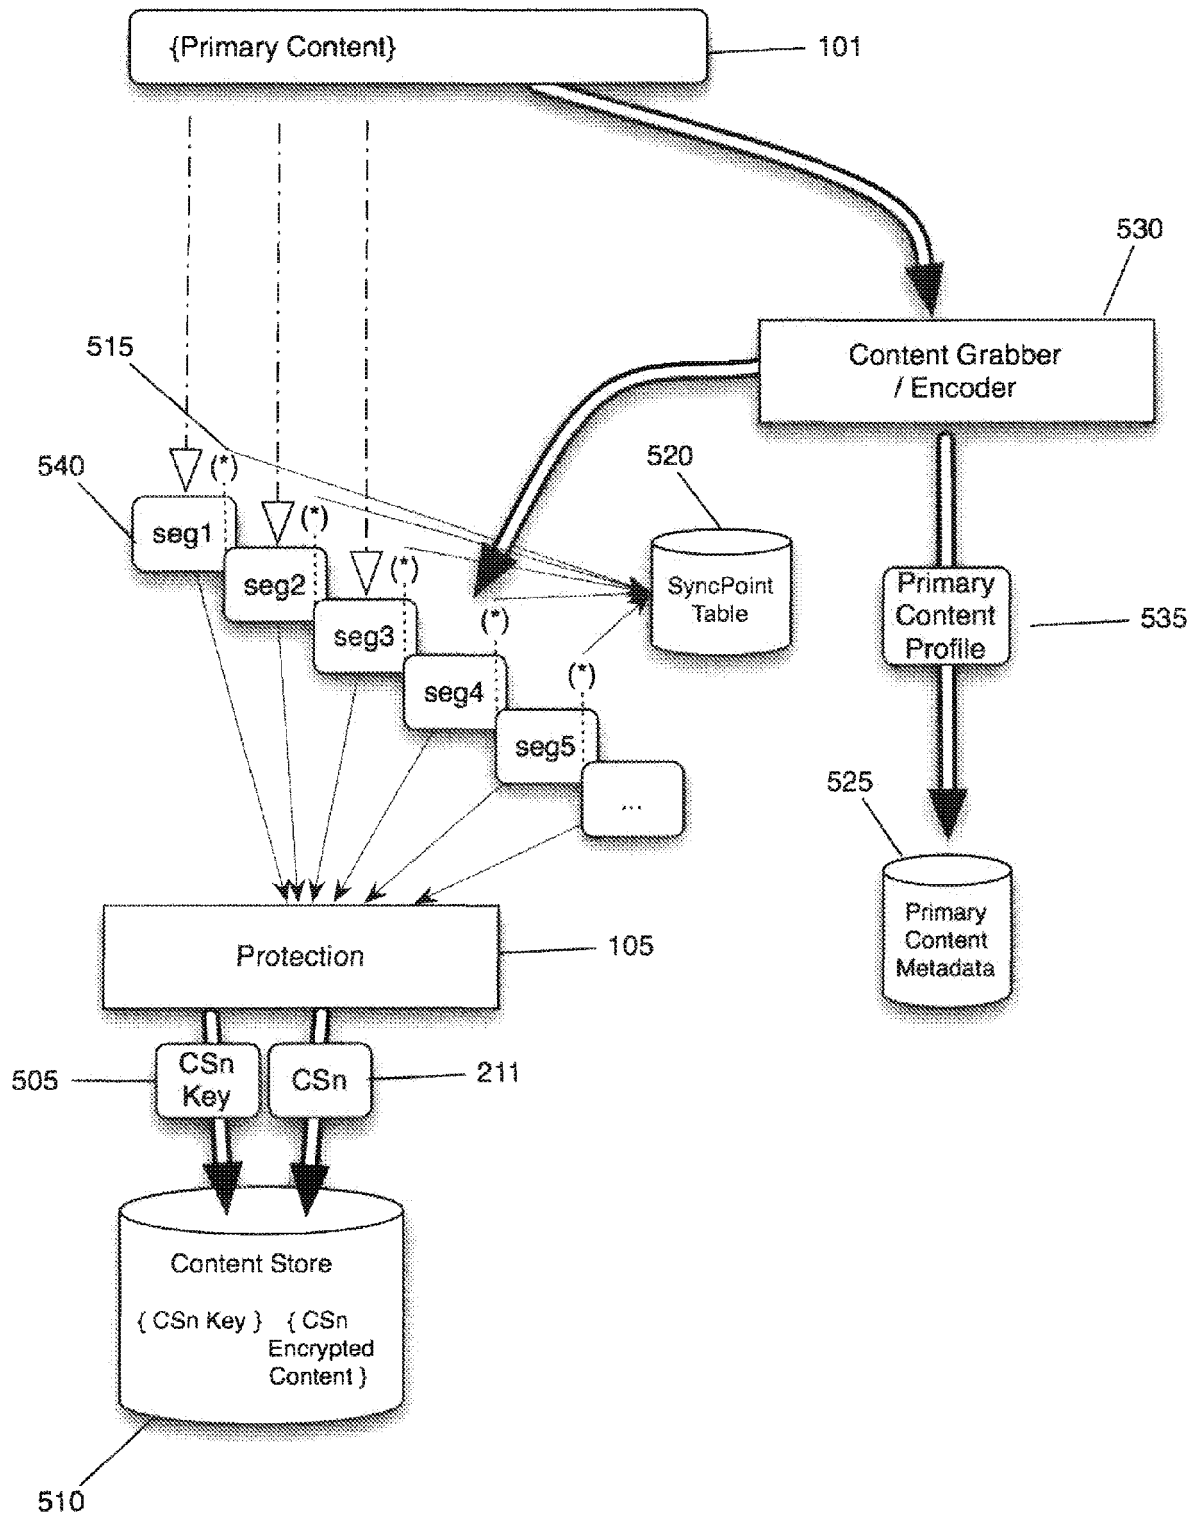 {Primary Content}
101
530
Content Grabber
/ Encoder
515
540
(*)
seg1
(*)
seg2
(*)
seg3
(*)
seg4
(*)
seg5
...
520
SyncPoint
Table
Primary
Content
Profile
535
525
Primary
Content
Metadata
Protection
105
505
CSn
Key
CSn
211
Content Store
{ CSn Key }
{ CSn
Encrypted
Content }
510